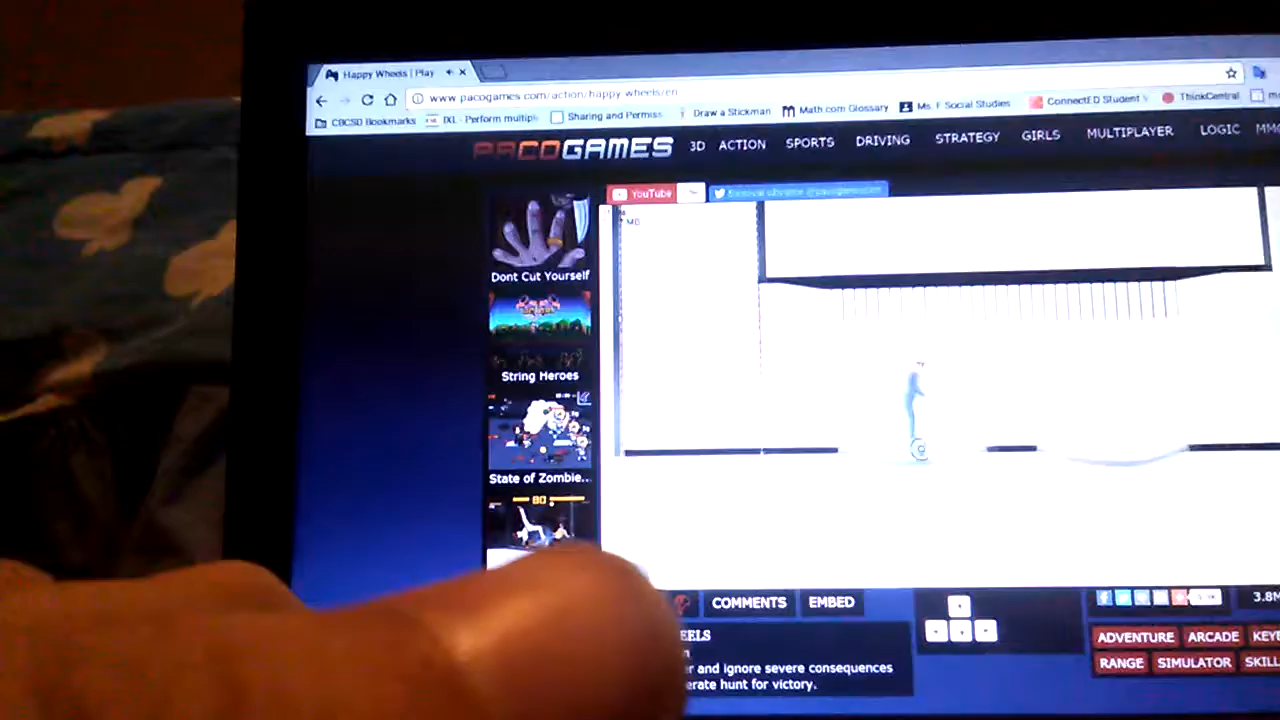 Happy Wheels | Play
www.pacogames.com/action/happy-wheels/en
CBCSD Bookmarks IXL - Perform multipl Sharing and Permiss Draw a Stickman Math.com Glossary Ms. F Social Studies ConnectED Student ThinkCentral
PACOGAMES 3D ACTION SPORTS DRIVING STRATEGY GIRLS MULTIPLAYER LOGIC MM
YouTube
Dont Cut Yourself
String Heroes
State of Zombie...
80
COMMENTS EMBED
3.8M
EELS
ADVENTURE ARCADE KEY
r and ignore severe consequences
RANGE SIMULATOR SKILL
erate hunt for victory.